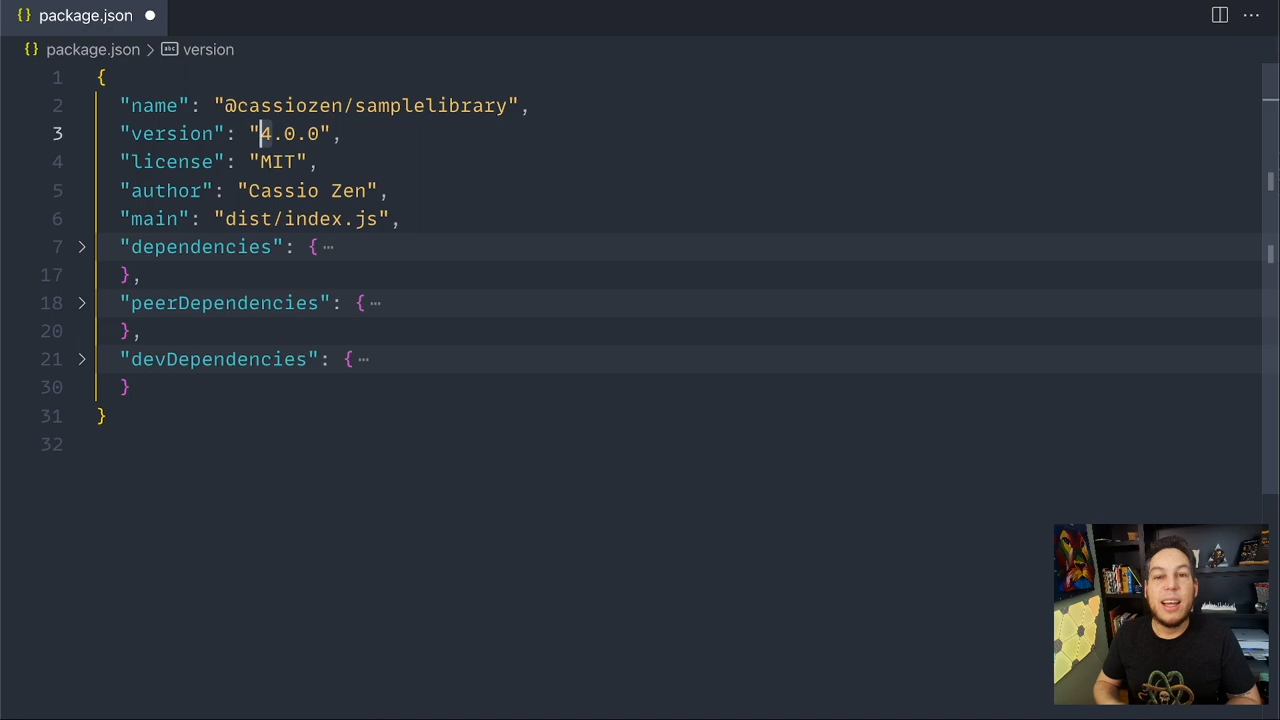 {} package.json ● ⋯
{} package.json > abc version
1 {
2 "name": "@cassiozen/samplelibrary",
3 "version": "4.0.0",
4 "license": "MIT",
5 "author": "Cassio Zen",
6 "main": "dist/index.js",
7 > "dependencies": { ⋯
17 },
18 > "peerDependencies": { ⋯
20 },
21 > "devDependencies": { ⋯
30 }
31 }
32